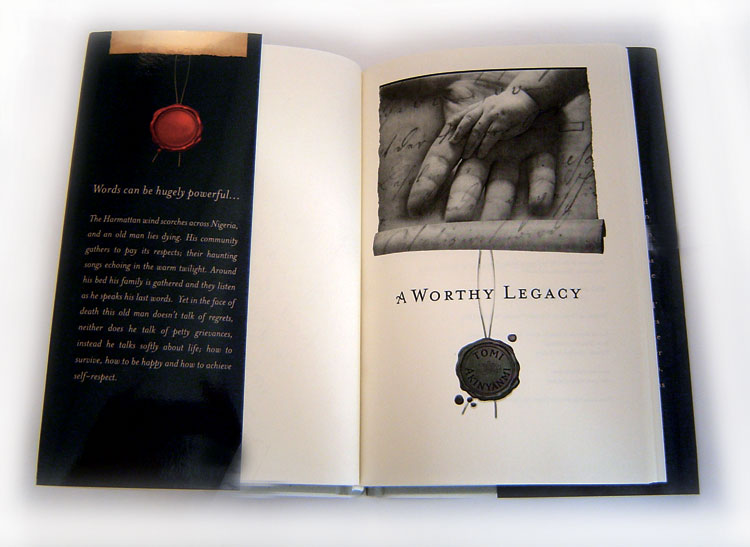 Words can be hugely powerful...
The Harmattan wind scorches across Nigeria,
and an old man lies dying. His community
gathers to pay its respects; their haunting
songs echoing in the warm twilight. Around
his bed his family is gathered and they listen
as he speaks his last words. Yet in the face of
death this old man doesn't talk of regrets,
neither does he talk of petty grievances,
instead he talks softly about life; how to
survive, how to be happy and how to achieve
self-respect.
A WORTHY LEGACY
TOMI
AKINYANMI